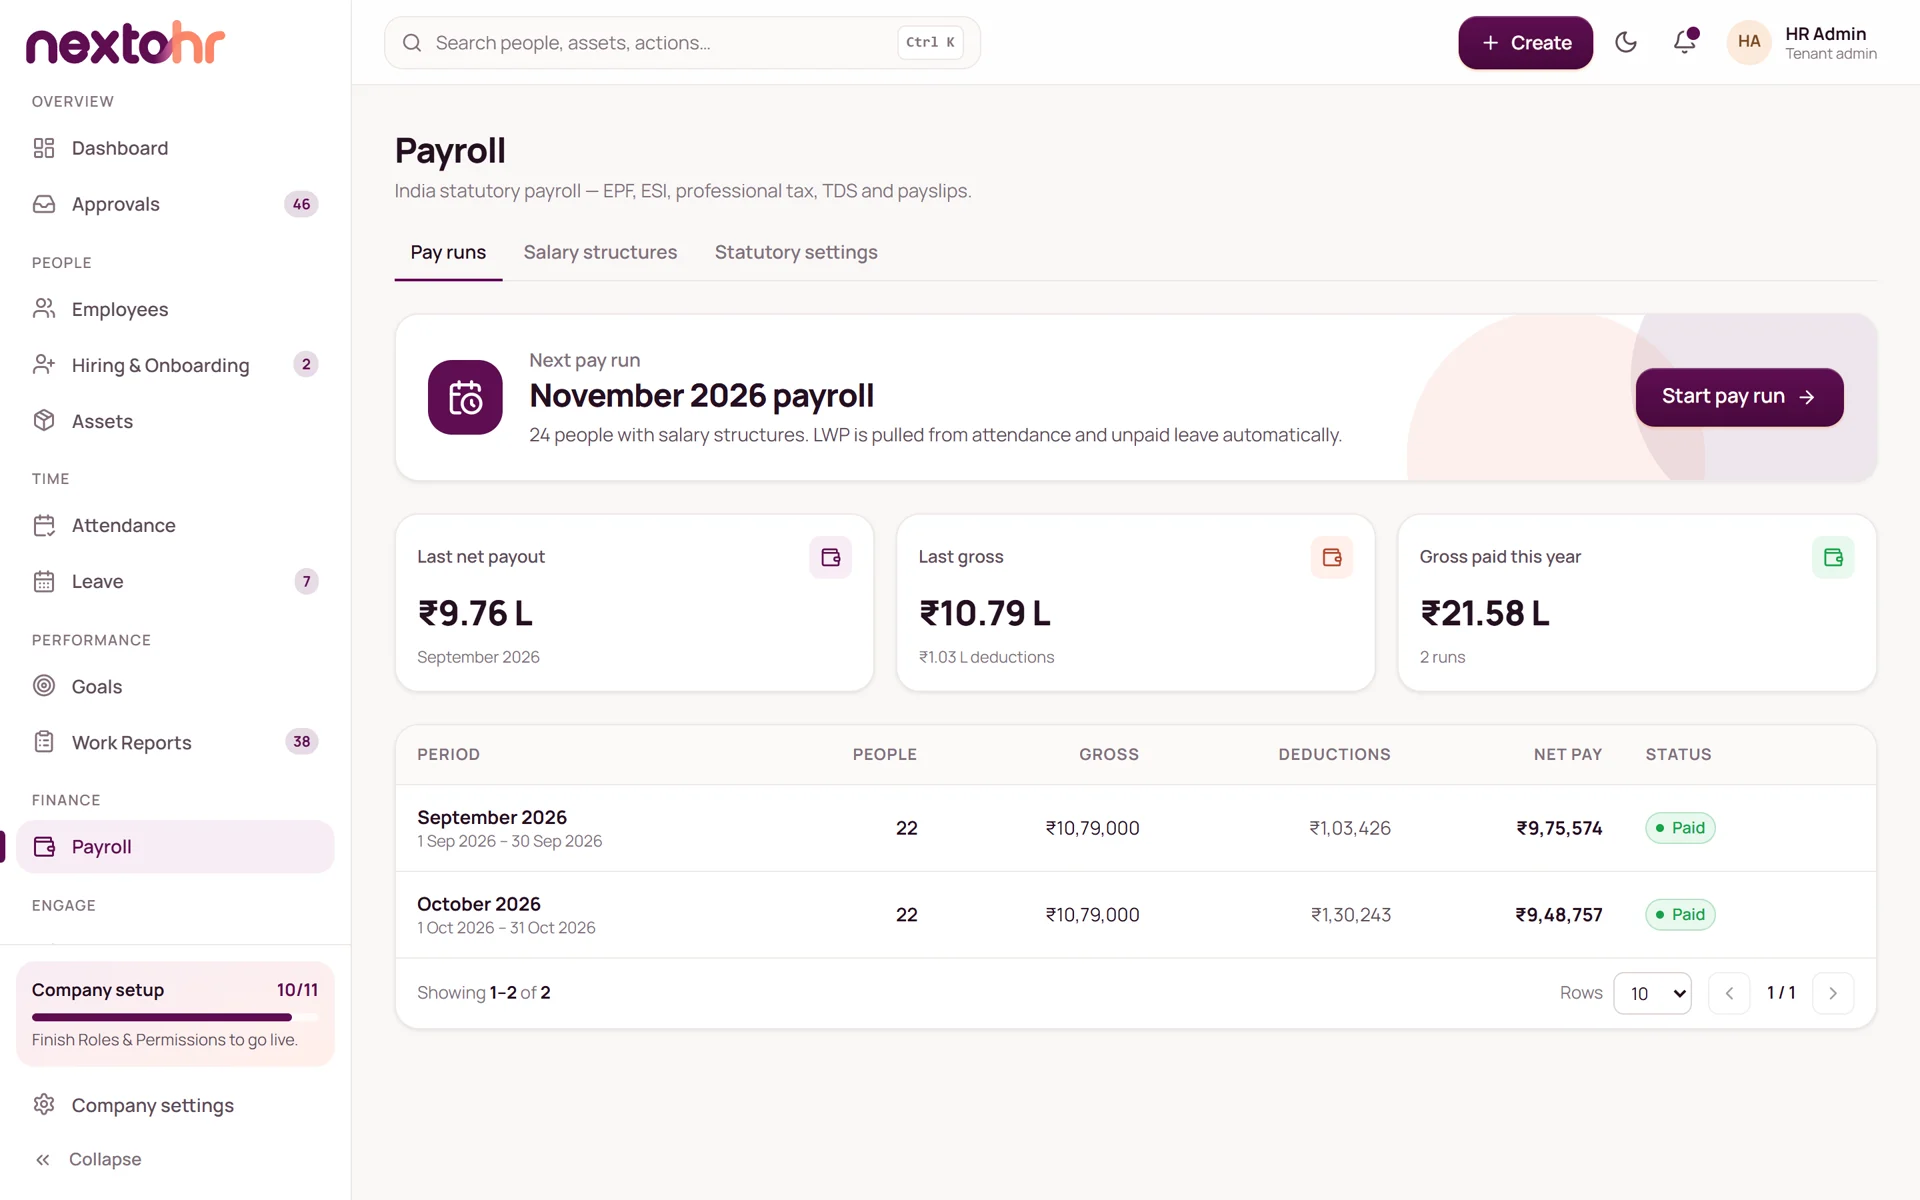 nextohr
Search people, assets, actions...
Ctrl K
Create
HA
HR Admin
Tenant admin
OVERVIEW
Dashboard
Approvals
46
PEOPLE
Employees
Hiring & Onboarding
2
Assets
TIME
Attendance
Leave
7
PERFORMANCE
Goals
Work Reports
38
FINANCE
Payroll
ENGAGE
Company setup
10/11
Finish Roles & Permissions to go live.
Company settings
Collapse
Payroll
India statutory payroll — EPF, ESI, professional tax, TDS and payslips.
Pay runs
Salary structures
Statutory settings
Next pay run
November 2026 payroll
24 people with salary structures. LWP is pulled from attendance and unpaid leave automatically.
Start pay run
Last net payout
₹9.76 L
September 2026
Last gross
₹10.79 L
₹1.03 L deductions
Gross paid this year
₹21.58 L
2 runs
PERIOD PEOPLE GROSS DEDUCTIONS NET PAY STATUS
September 2026
1 Sep 2026 – 30 Sep 2026
22 ₹10,79,000 ₹1,03,426 ₹9,75,574 Paid
October 2026
1 Oct 2026 – 31 Oct 2026
22 ₹10,79,000 ₹1,30,243 ₹9,48,757 Paid
Showing 1–2 of 2
Rows 10 1 / 1